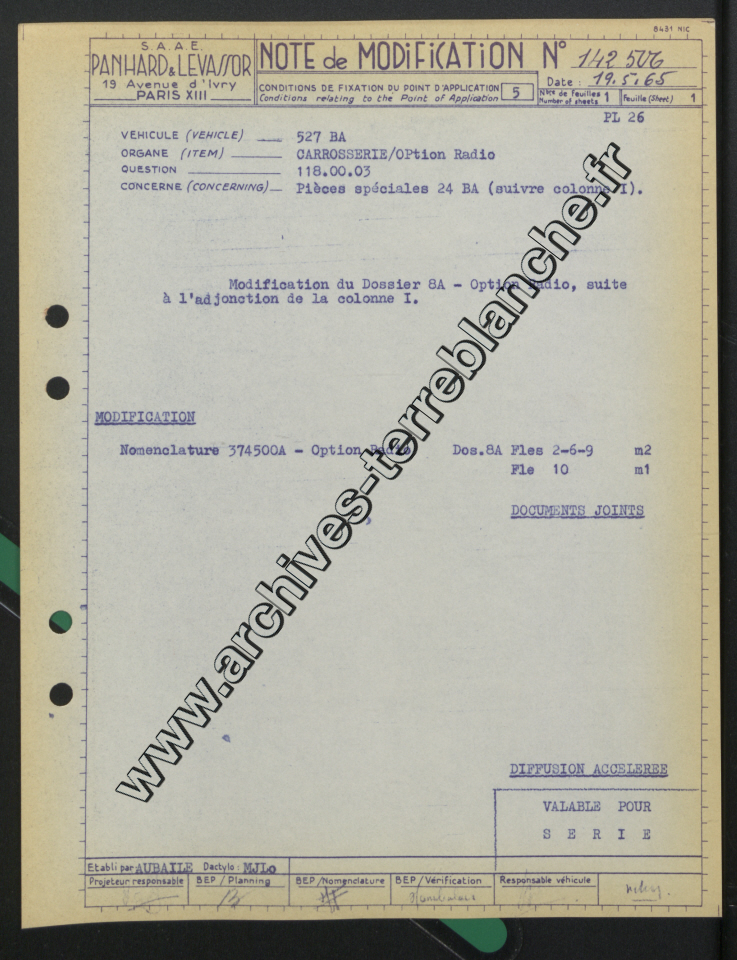 8431 NIC
S.A.A.E.
PANHARD & LEVASSOR
19 Avenue d'Ivry
PARIS XIII
NOTE de MODIFICATION N° 142 506
CONDITIONS DE FIXATION DU POINT D'APPLICATION 5
Conditions relating to the Point of Application
Date : 19.5.65
Nbre de feuilles 1
Number of sheets
Feuille (Sheet) 1
PL 26
VEHICULE (VEHICLE) 527 BA
ORGANE (ITEM) CARROSSERIE/OPtion Radio
QUESTION 118.00.03
CONCERNE (CONCERNING) Pièces spéciales 24 BA (suivre colonne I).
Modification du Dossier 8A - Option Radio, suite
à l'adjonction de la colonne I.
MODIFICATION
Nomenclature 374500A - Option Radio Dos.8A Fles 2-6-9 m2
Fle 10 m1
DOCUMENTS JOINTS
www.archives-terreblanche.fr
DIFFUSION ACCELEREE
VALABLE POUR
S E R I E
Etabli par AUBAILE Dactylo : MJLo
Projeteur responsable
BEP / Planning
BEP / Nomenclature
BEP / Vérification
Responsable véhicule